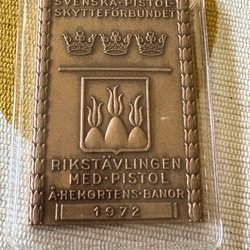 SVENSKA·PISTOL-
SKYTTEFÖRBUNDET
RIKSTÄVLINGEN
MED·PISTOL
Å·HEMORTENS·BANOR
1972